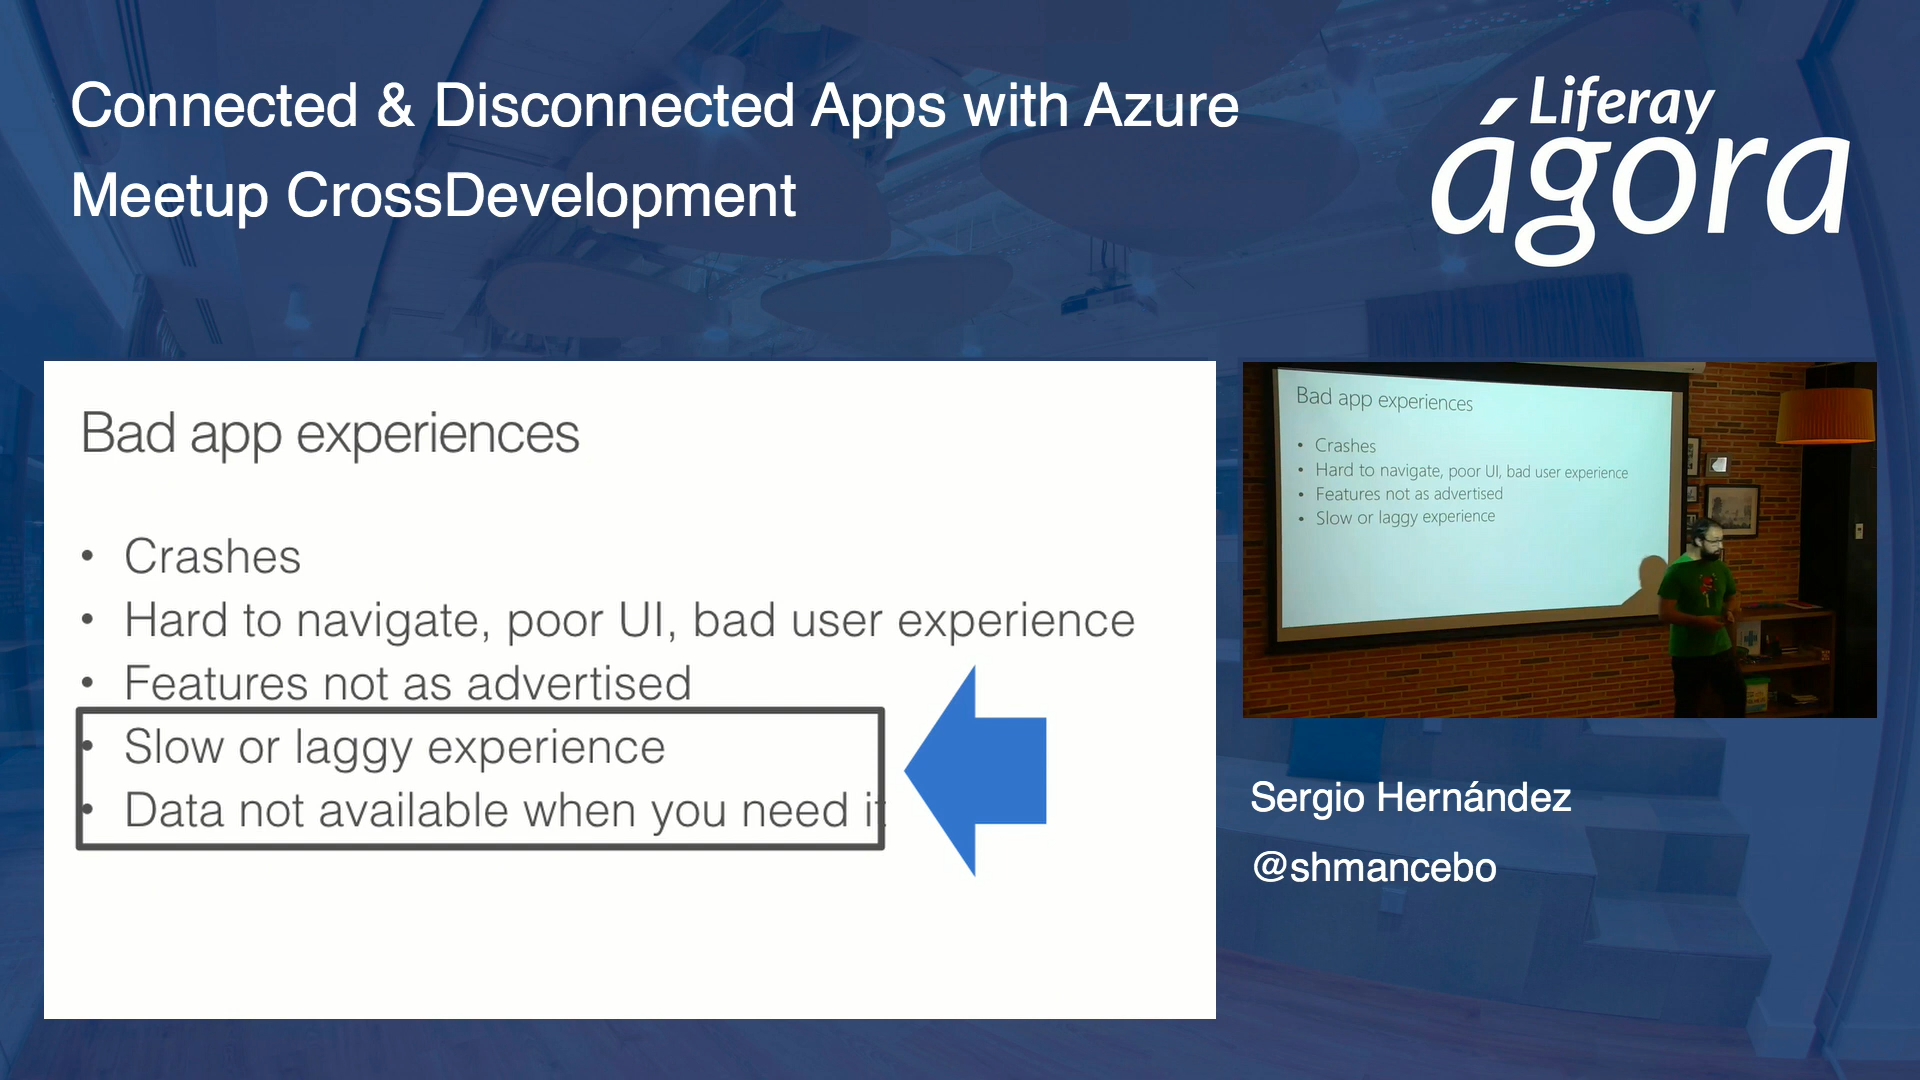 Connected & Disconnected Apps with Azure
Meetup CrossDevelopment
Liferay
ágora
Bad app experiences
• Crashes
• Hard to navigate, poor UI, bad user experience
• Features not as advertised
• Slow or laggy experience
• Data not available when you need it
Bad app experiences
• Crashes
• Hard to navigate, poor UI, bad user experience
• Features not as advertised
• Slow or laggy experience
Sergio Hernández
@shmancebo